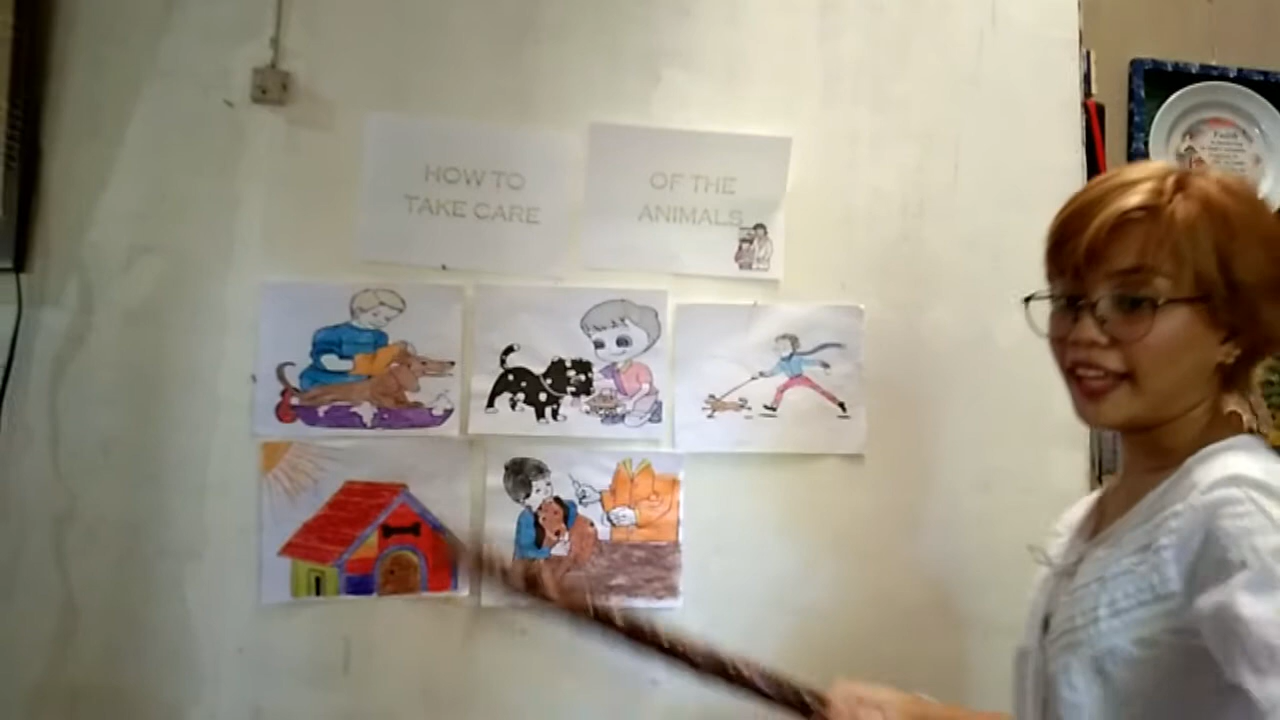 HOW TO
TAKE CARE
OF THE
ANIMALS